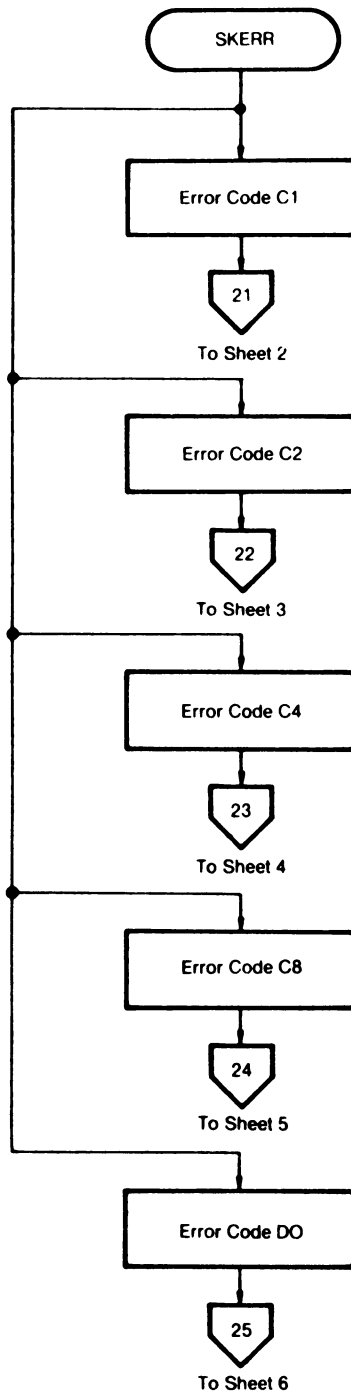 SKERR
Error Code C1
21
To Sheet 2
Error Code C2
22
To Sheet 3
Error Code C4
23
To Sheet 4
Error Code C8
24
To Sheet 5
Error Code DO
25
To Sheet 6